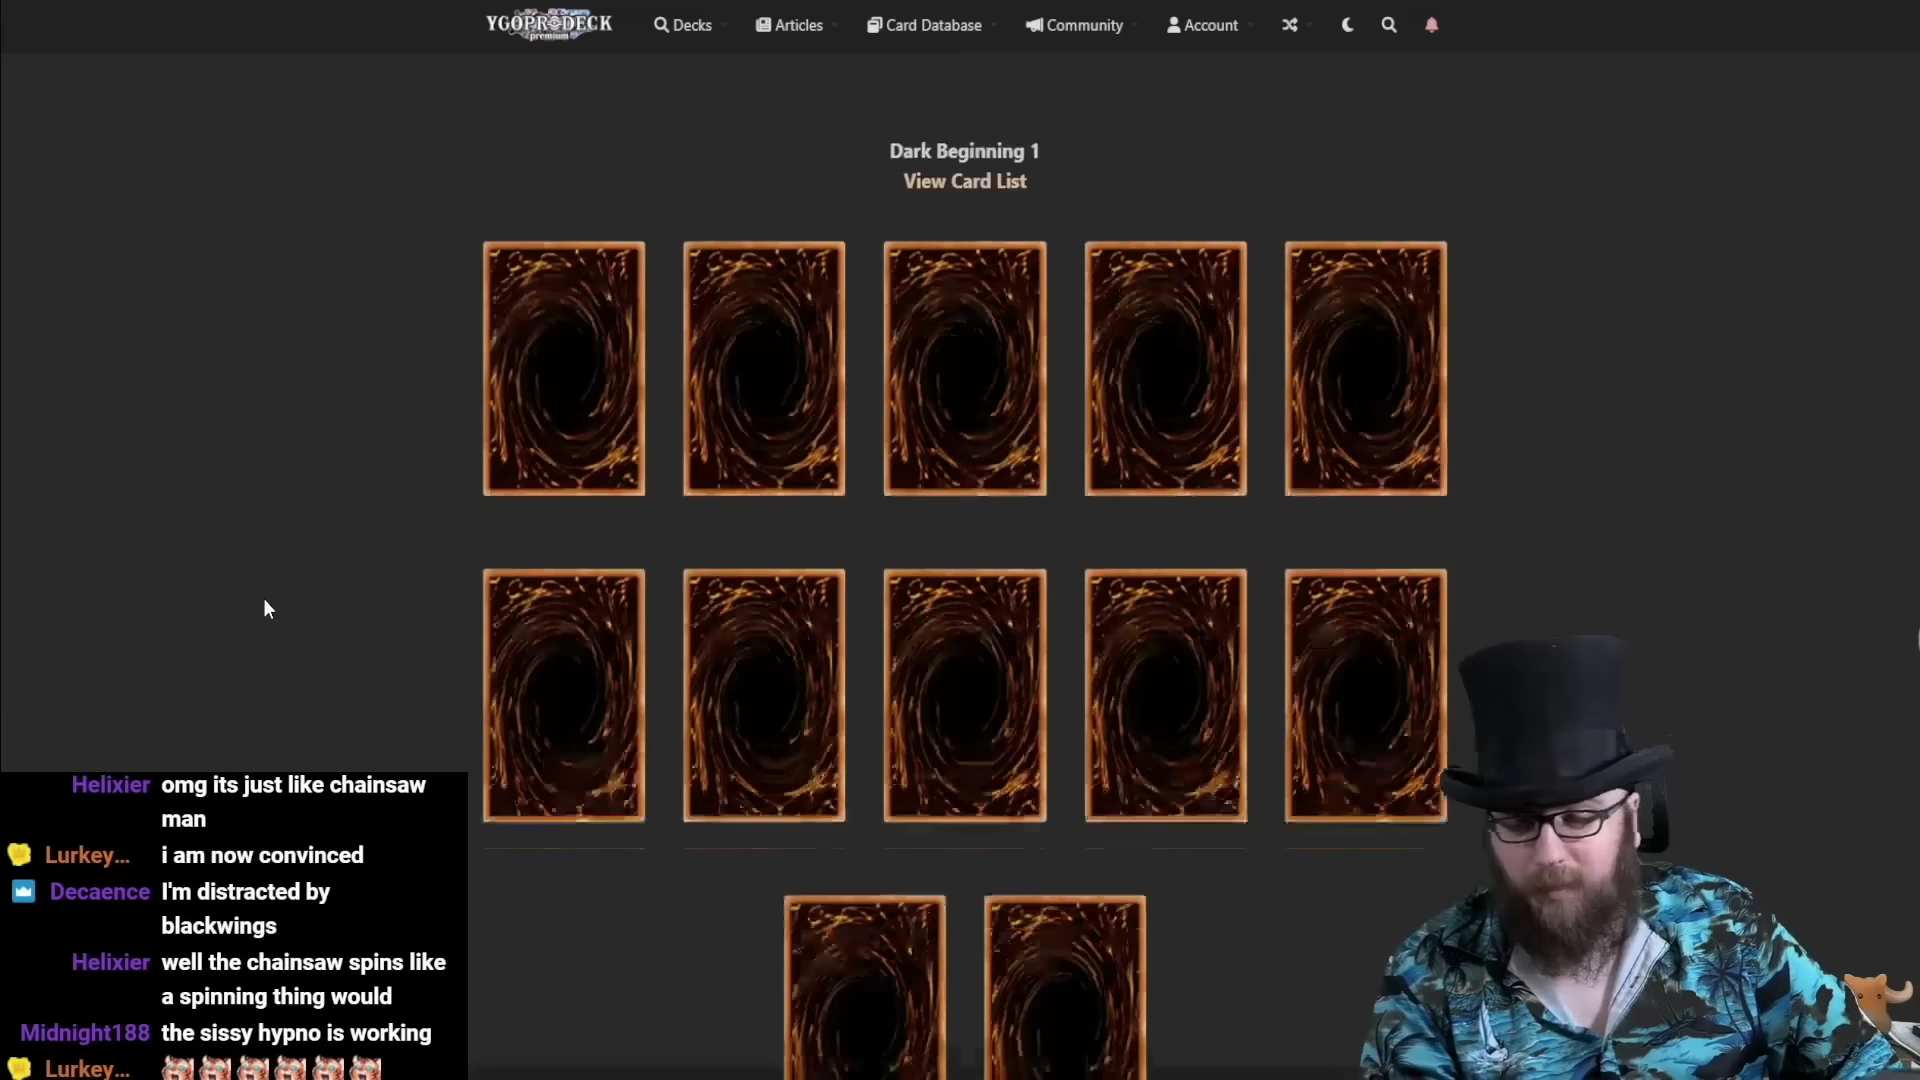 YGOPRODECK
premium
Decks
Articles
Card Database
Community
Account
Dark Beginning 1
View Card List
Helixier omg its just like chainsaw
man
Lurkey... i am now convinced
Decaence I'm distracted by
blackwings
Helixier well the chainsaw spins like
a spinning thing would
Midnight188 the sissy hypno is working
Lurkey...